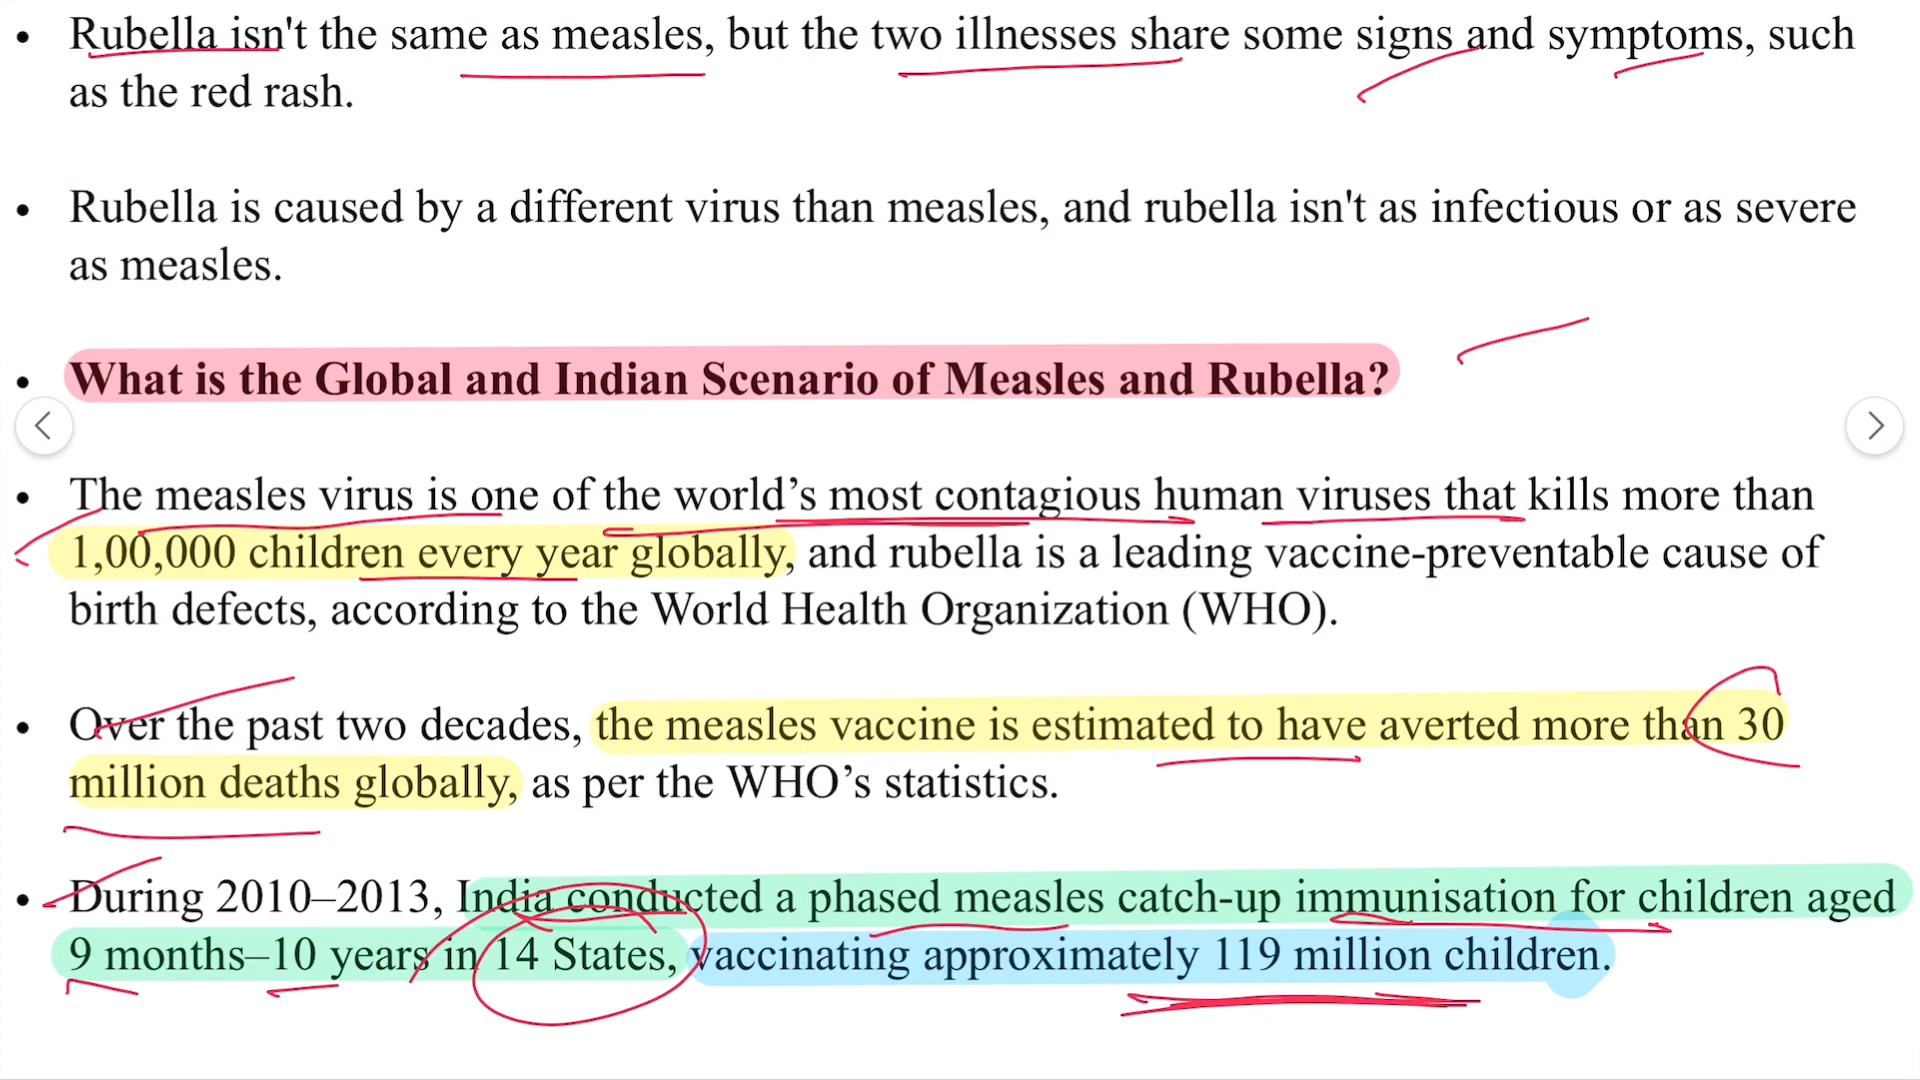 • Rubella isn't the same as measles, but the two illnesses share some signs and symptoms, such
as the red rash.
• Rubella is caused by a different virus than measles, and rubella isn't as infectious or as severe
as measles.
• What is the Global and Indian Scenario of Measles and Rubella?
• The measles virus is one of the world’s most contagious human viruses that kills more than
1,00,000 children every year globally, and rubella is a leading vaccine-preventable cause of
birth defects, according to the World Health Organization (WHO).
• Over the past two decades, the measles vaccine is estimated to have averted more than 30
million deaths globally, as per the WHO’s statistics.
• During 2010–2013, India conducted a phased measles catch-up immunisation for children aged
9 months–10 years in 14 States, vaccinating approximately 119 million children.